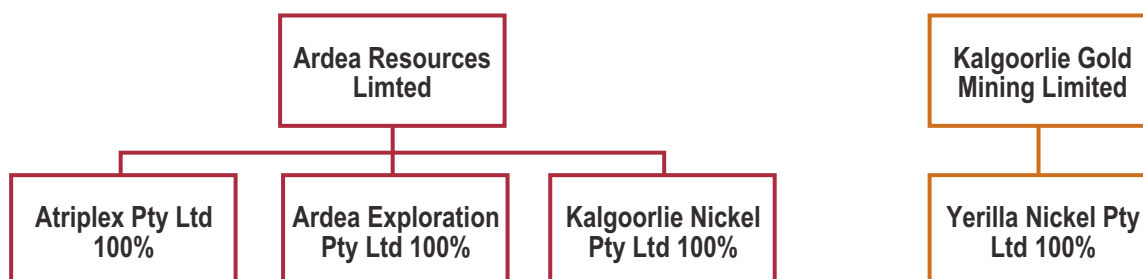 Ardea Resources
Limted
Kalgoorlie Gold
Mining Limited
Atriplex Pty Ltd
100%
Ardea Exploration
Pty Ltd 100%
Kalgoorlie Nickel
Pty Ltd 100%
Yerilla Nickel Pty
Ltd 100%